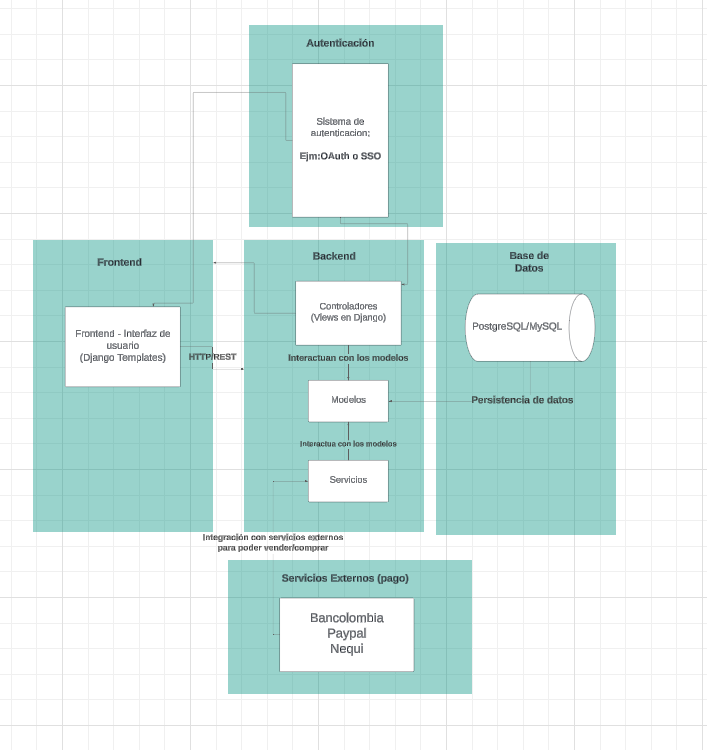 Autenticación
Sistema de
autenticacion;
Ejm:OAuth o SSO
Frontend
Frontend - Interfaz de
usuario
(Django Templates)
HTTP/REST
Backend
Controladores
(Views en Django)
Interactuan con los modelos
Modelos
Interactua con los modelos
Servicios
Base de
Datos
PostgreSQL/MySQL
Persistencia de datos
Integración con servicios externos
para poder vender/comprar
Servicios Externos (pago)
Bancolombia
Paypal
Nequi